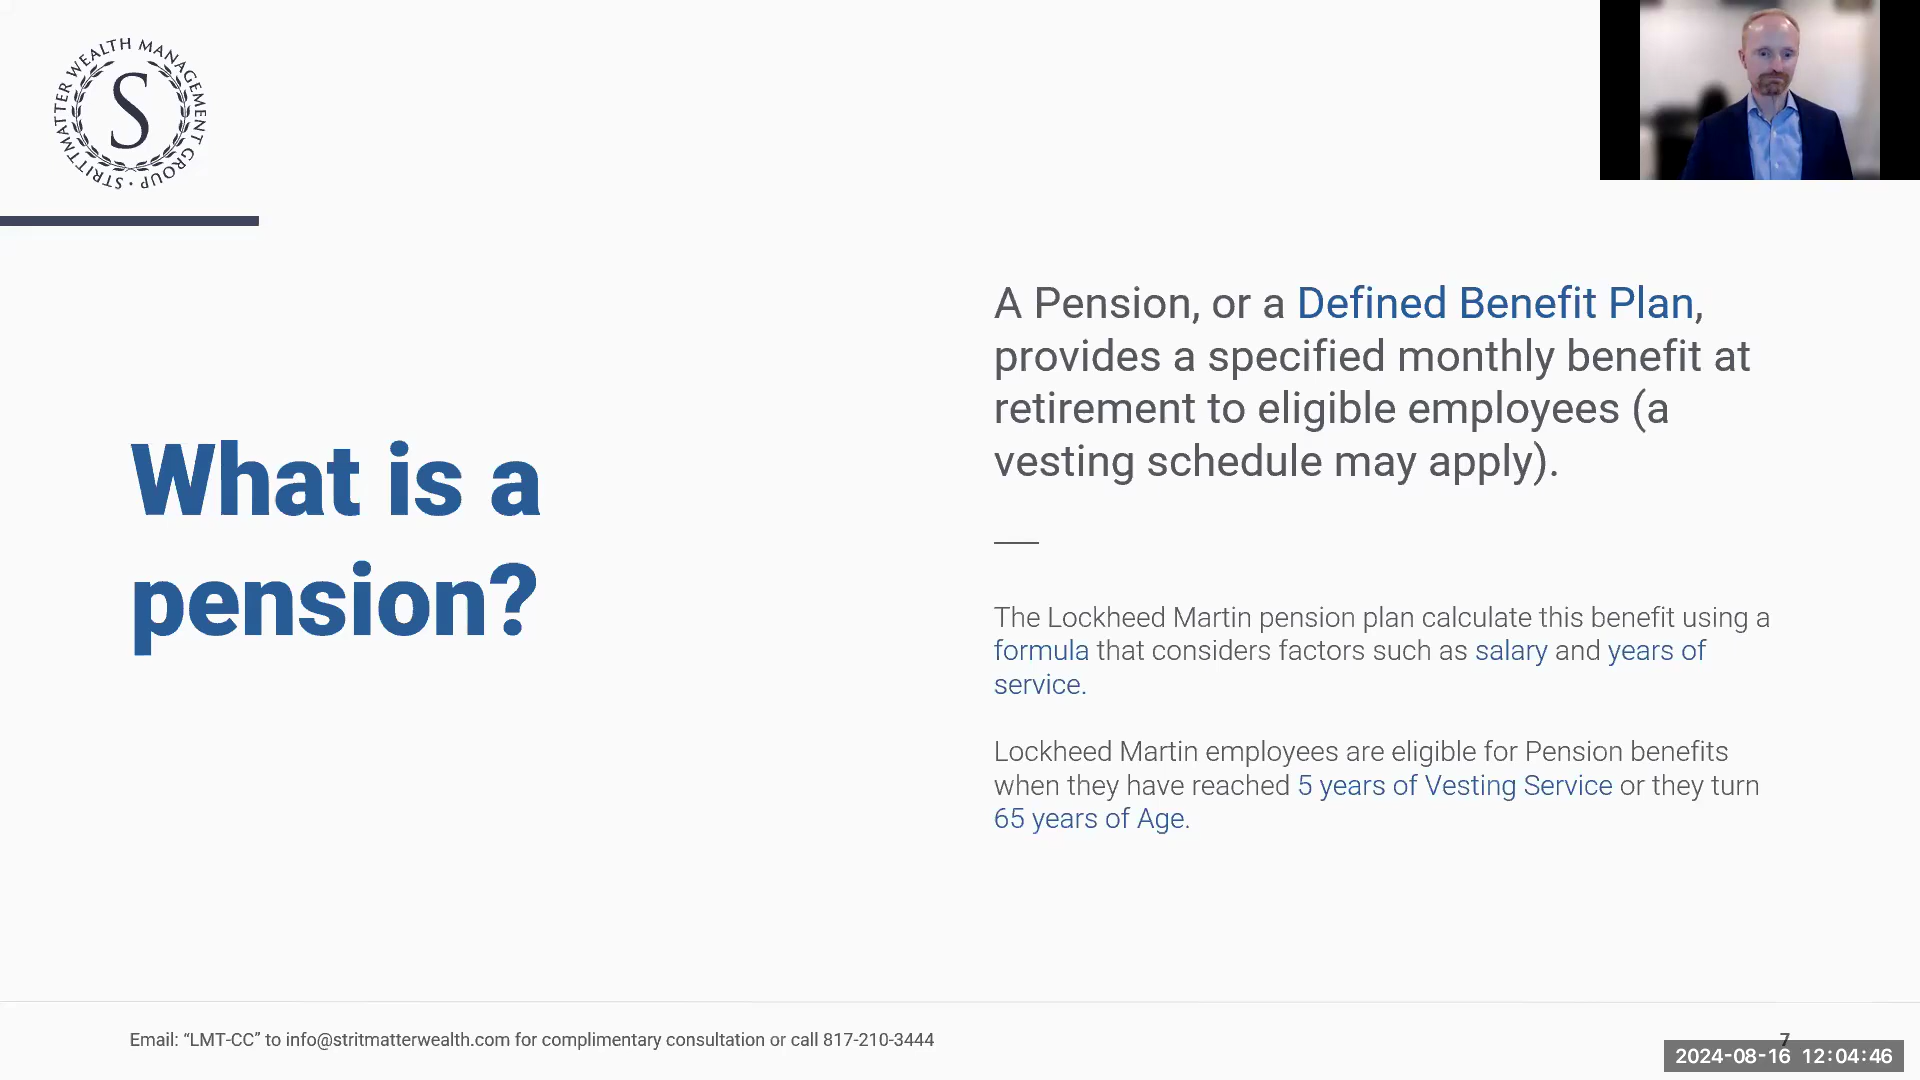 STRITTMATTER WEALTH MANAGEMENT GROUP ·
S
What is a
pension?
A Pension, or a Defined Benefit Plan,
provides a specified monthly benefit at
retirement to eligible employees (a
vesting schedule may apply).
The Lockheed Martin pension plan calculate this benefit using a
formula that considers factors such as salary and years of
service.
Lockheed Martin employees are eligible for Pension benefits
when they have reached 5 years of Vesting Service or they turn
65 years of Age.
Email: “LMT-CC” to info@stritmatterwealth.com for complimentary consultation or call 817-210-3444
7
2024-08-16 12:04:46